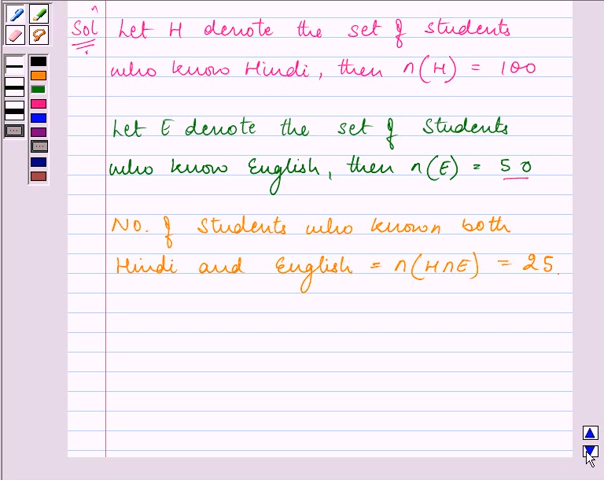 Sol
Let H denote the set of students
who know Hindi, then n(H) = 100
Let E denote the set of Students
who know English, then n(E) = 50
No. of Students who known both
Hindi and English = n(H∩E) = 25.